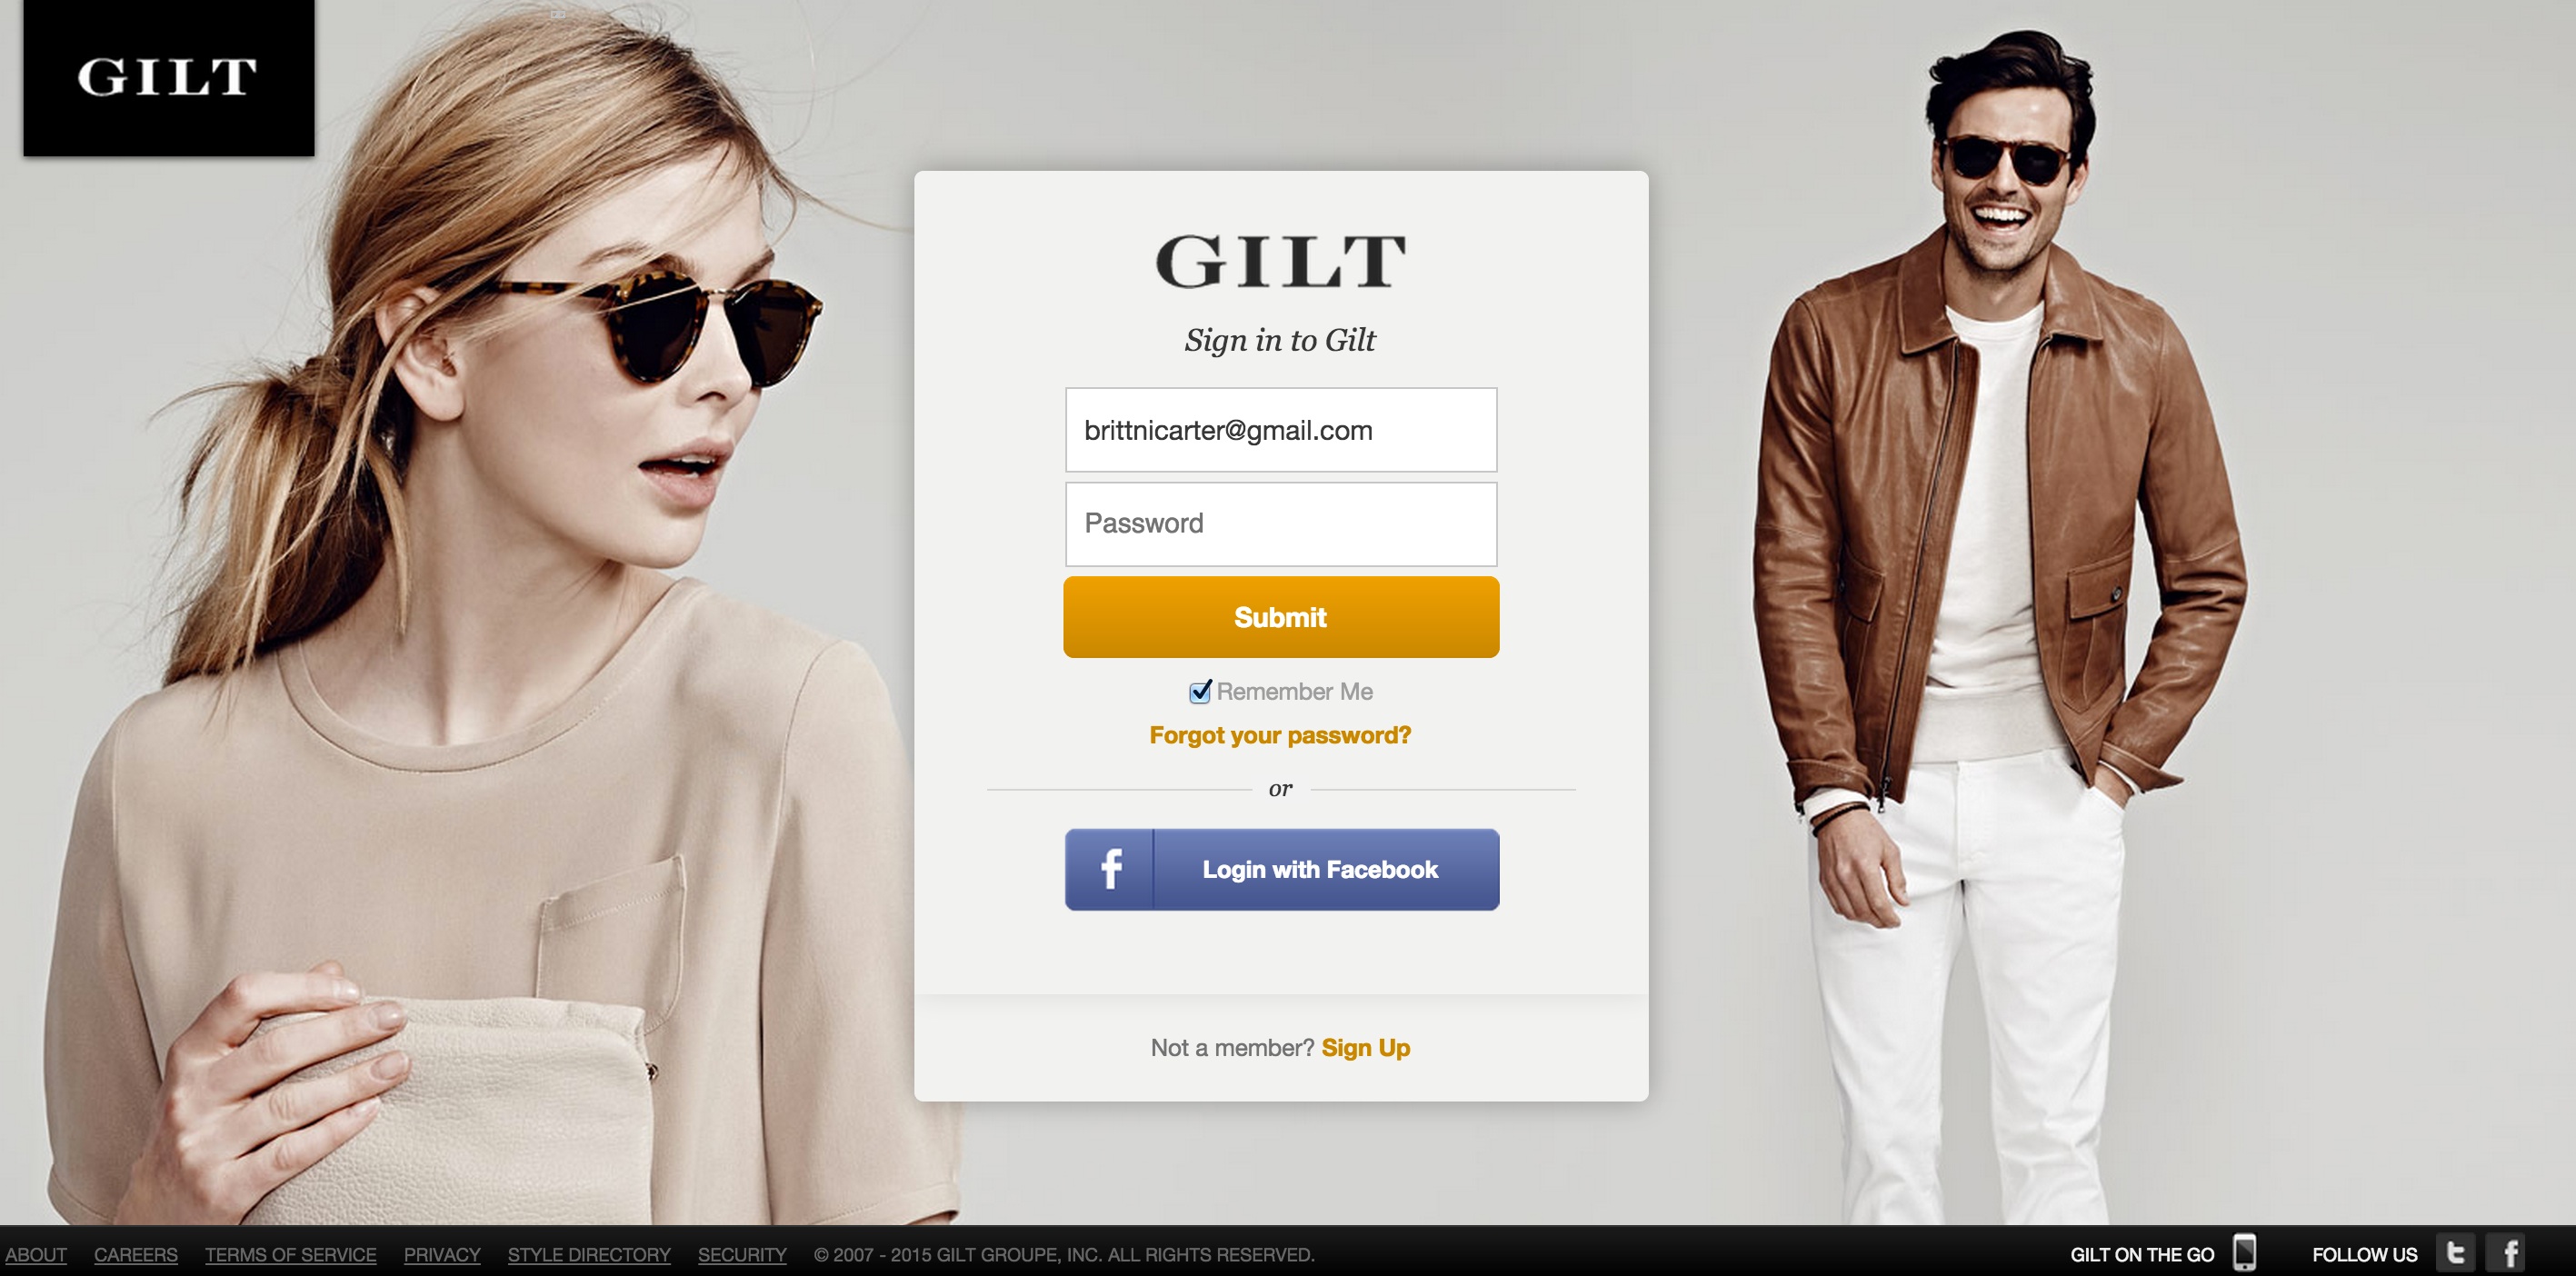 GILT
GILT
Sign in to Gilt
brittnicarter@gmail.com
Password
Submit
Remember Me
Forgot your password?
or
f Login with Facebook
Not a member? Sign Up
ABOUT CAREERS TERMS OF SERVICE PRIVACY STYLE DIRECTORY SECURITY © 2007 - 2015 GILT GROUPE, INC. ALL RIGHTS RESERVED. GILT ON THE GO FOLLOW US t f